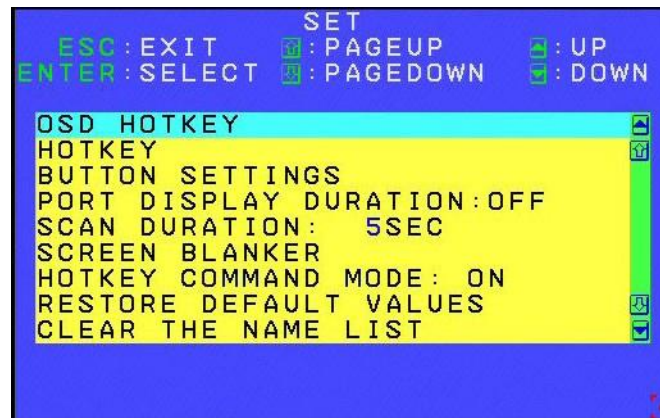 SET
ESC:EXIT ⇧:PAGEUP ▲:UP
ENTER:SELECT ⇩:PAGEDOWN ▼:DOWN
OSD HOTKEY
HOTKEY
BUTTON SETTINGS
PORT DISPLAY DURATION:OFF
SCAN DURATION: 5SEC
SCREEN BLANKER
HOTKEY COMMAND MODE: ON
RESTORE DEFAULT VALUES
CLEAR THE NAME LIST